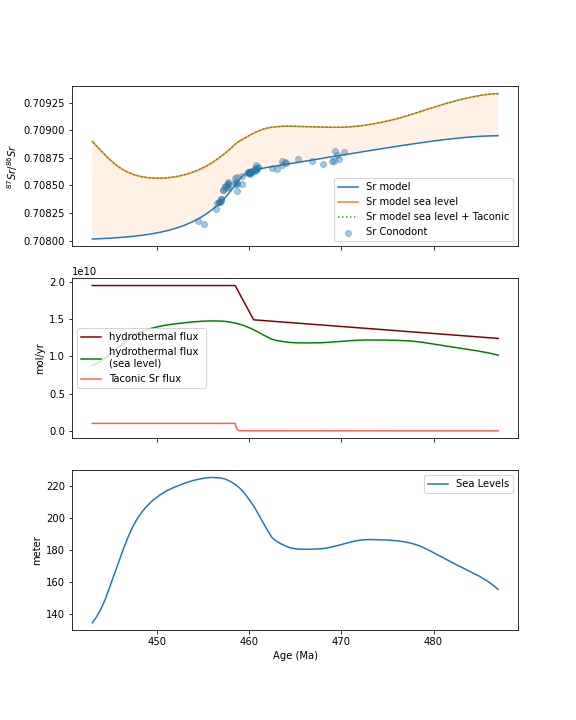 0.70925
0.70900
0.70875
0.70850
0.70825
0.70800
⁸⁷Sr/⁸⁶Sr
Sr model
Sr model sea level
Sr model sea level + Taconic
Sr Conodont
1e10
2.0
1.5
1.0
0.5
0.0
mol/yr
hydrothermal flux
hydrothermal flux
(sea level)
Taconic Sr flux
220
200
180
160
140
meter
Sea Levels
450
460
470
480
Age (Ma)